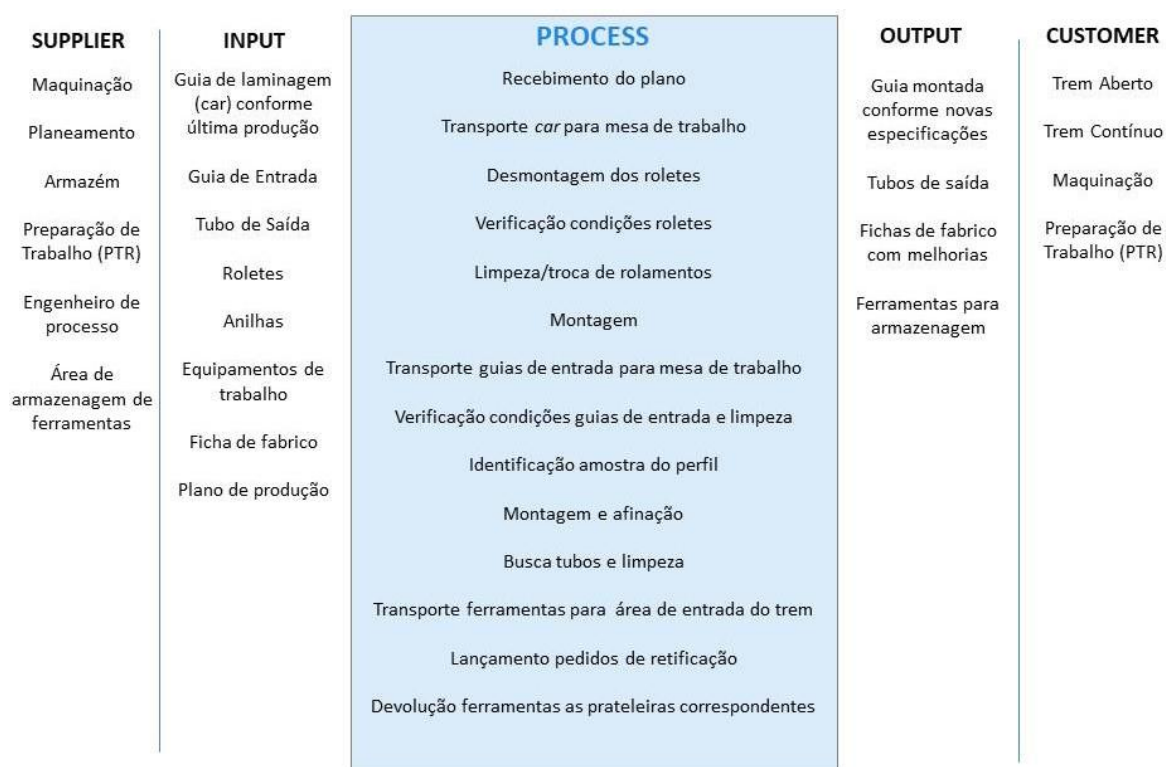 SUPPLIER
Maquinação
Planeamento
Armazém
Preparação de
Trabalho (PTR)
Engenheiro de
processo
Área de
armazenagem de
ferramentas
INPUT
Guia de laminagem
(car) conforme
última produção
Guia de Entrada
Tubo de Saída
Roletes
Anilhas
Equipamentos de
trabalho
Ficha de fabrico
Plano de produção
PROCESS
Recebimento do plano
Transporte car para mesa de trabalho
Desmontagem dos roletes
Verificação condições roletes
Limpeza/troca de rolamentos
Montagem
Transporte guias de entrada para mesa de trabalho
Verificação condições guias de entrada e limpeza
Identificação amostra do perfil
Montagem e afinação
Busca tubos e limpeza
Transporte ferramentas para área de entrada do trem
Lançamento pedidos de retificação
Devolução ferramentas as prateleiras correspondentes
OUTPUT
Guia montada
conforme novas
especificações
Tubos de saída
Fichas de fabrico
com melhorias
Ferramentas para
armazenagem
CUSTOMER
Trem Aberto
Trem Contínuo
Maquinação
Preparação de
Trabalho (PTR)